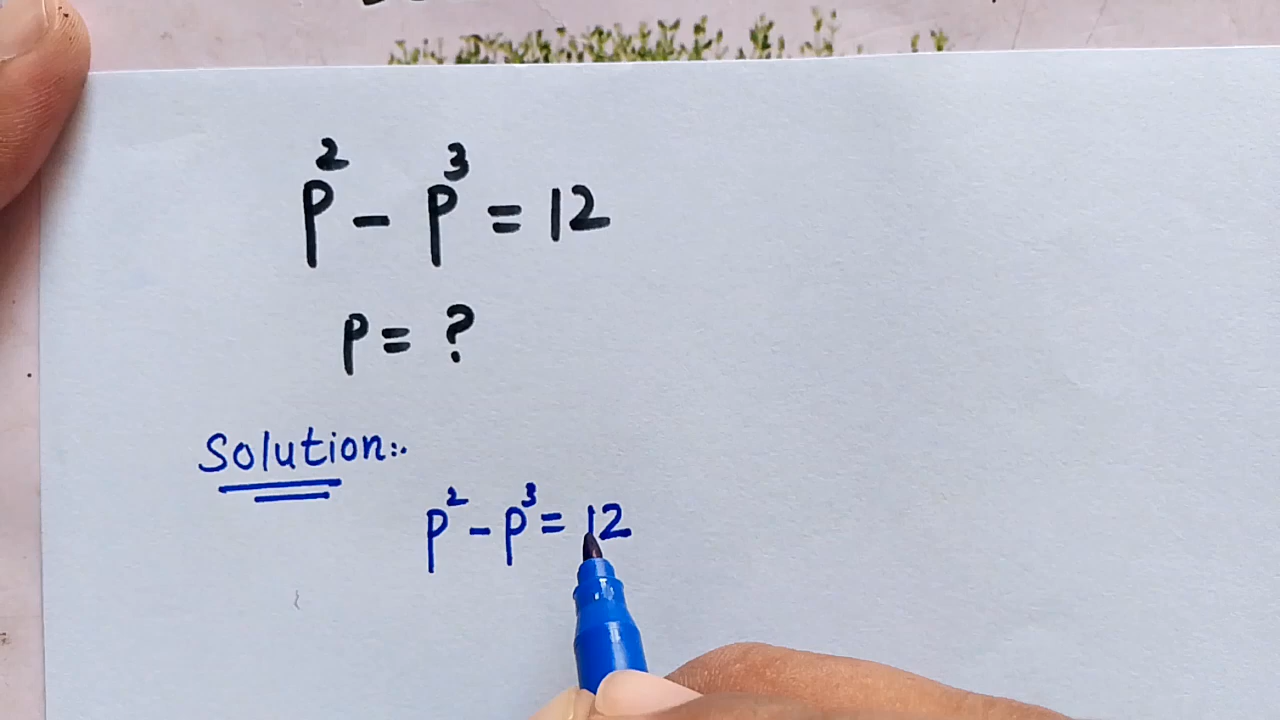 p² - p³ = 12
p = ?
Solution:.
p² - p³ = 12